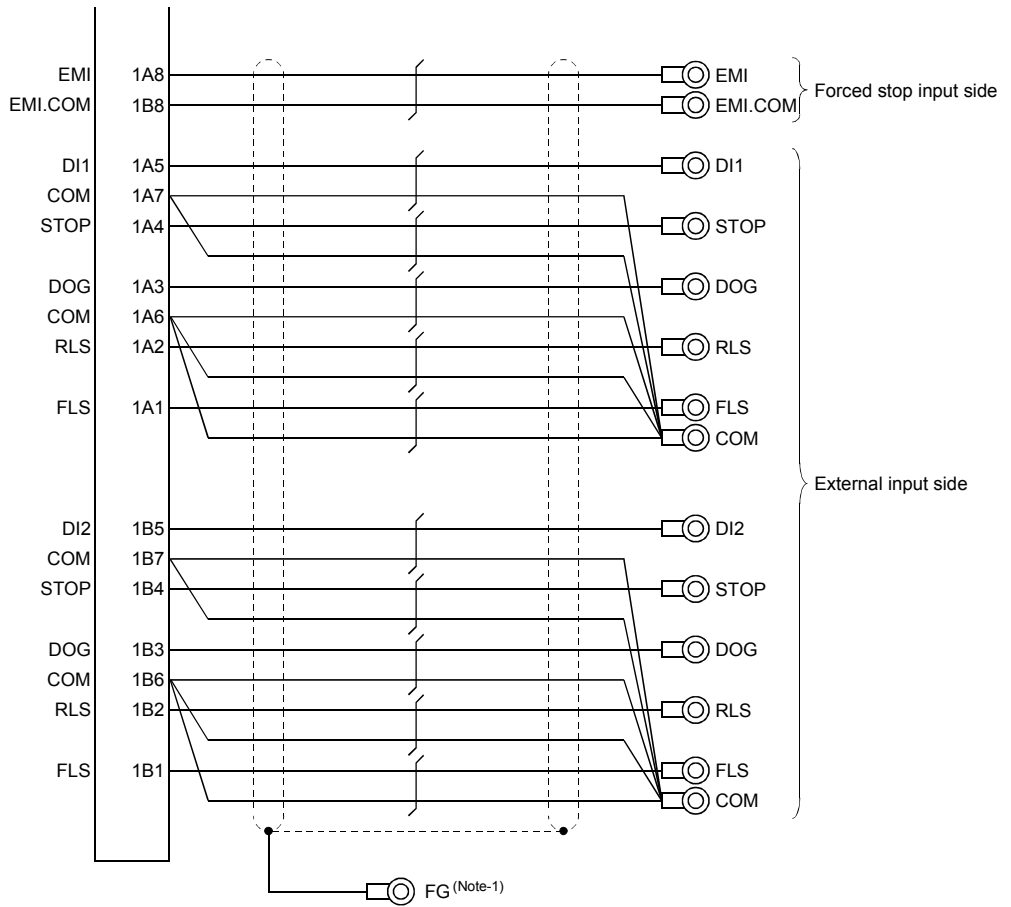 EMI 1A8 EMI
EMI.COM 1B8 EMI.COM
Forced stop input side
DI1 1A5 DI1
COM 1A7
STOP 1A4 STOP
DOG 1A3 DOG
COM 1A6
RLS 1A2 RLS
FLS 1A1 FLS
COM
External input side
DI2 1B5 DI2
COM 1B7
STOP 1B4 STOP
DOG 1B3 DOG
COM 1B6
RLS 1B2 RLS
FLS 1B1 FLS
COM
FG (Note-1)